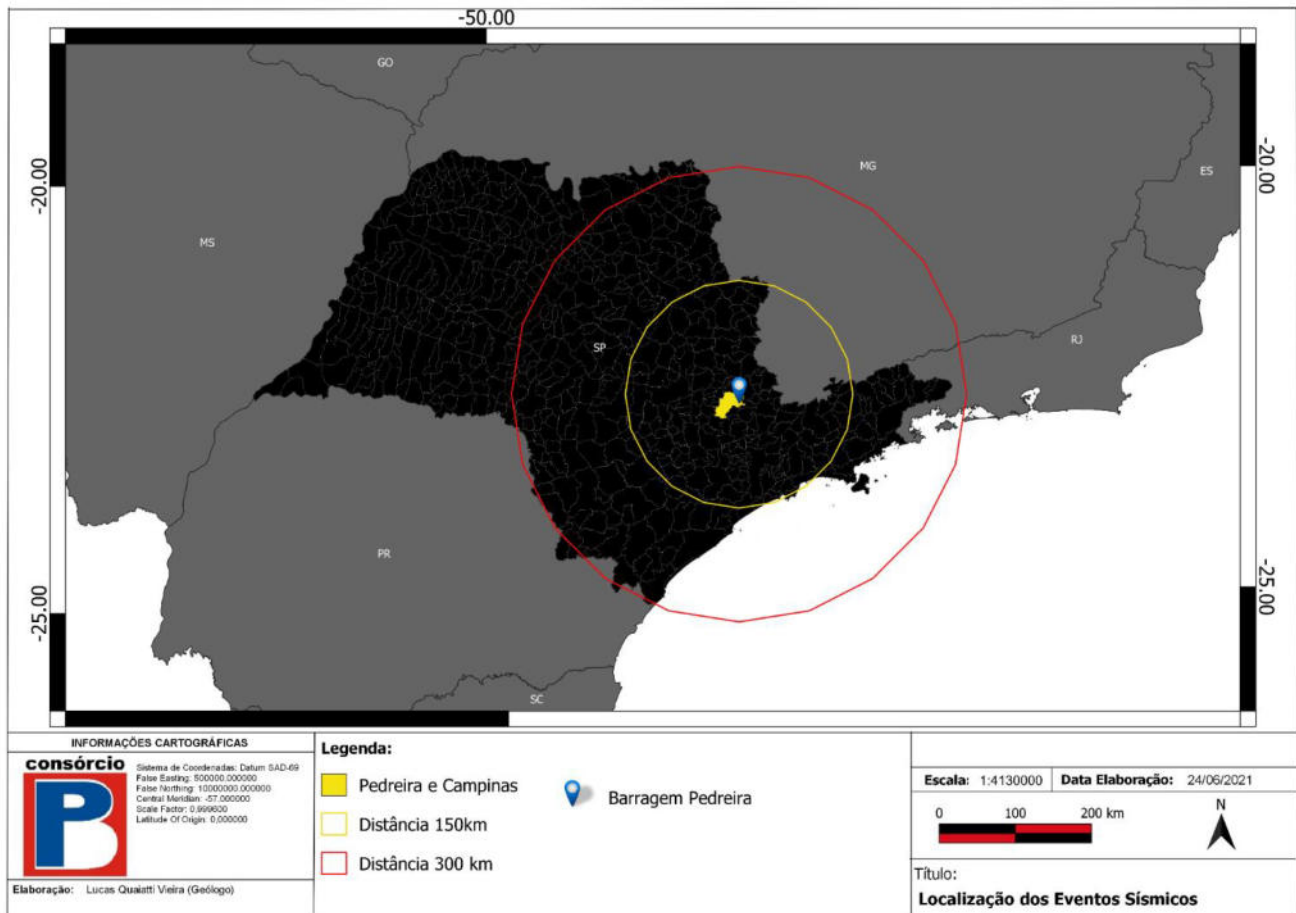 -50.00
GO
-20.00
MG
-20.00
ES
MS
RJ
SP
PR
-25.00
-25.00
SC
INFORMAÇÕES CARTOGRÁFICAS
consórcio
PB
Sistema de Coordenadas: Datum SAD-69
False Easting: 500000.000000
False Northing: 10000000.000000
Central Meridian: -57,000000
Scale Factor: 0,999600
Latitude Of Origin: 0,000000
Elaboração: Lucas Quaiatti Vieira (Geólogo)
Legenda:
Pedreira e Campinas
Barragem Pedreira
Distância 150km
Distância 300 km
Escala: 1:4130000 Data Elaboração: 24/06/2021
0 100 200 km
N
Título:
Localização dos Eventos Sísmicos